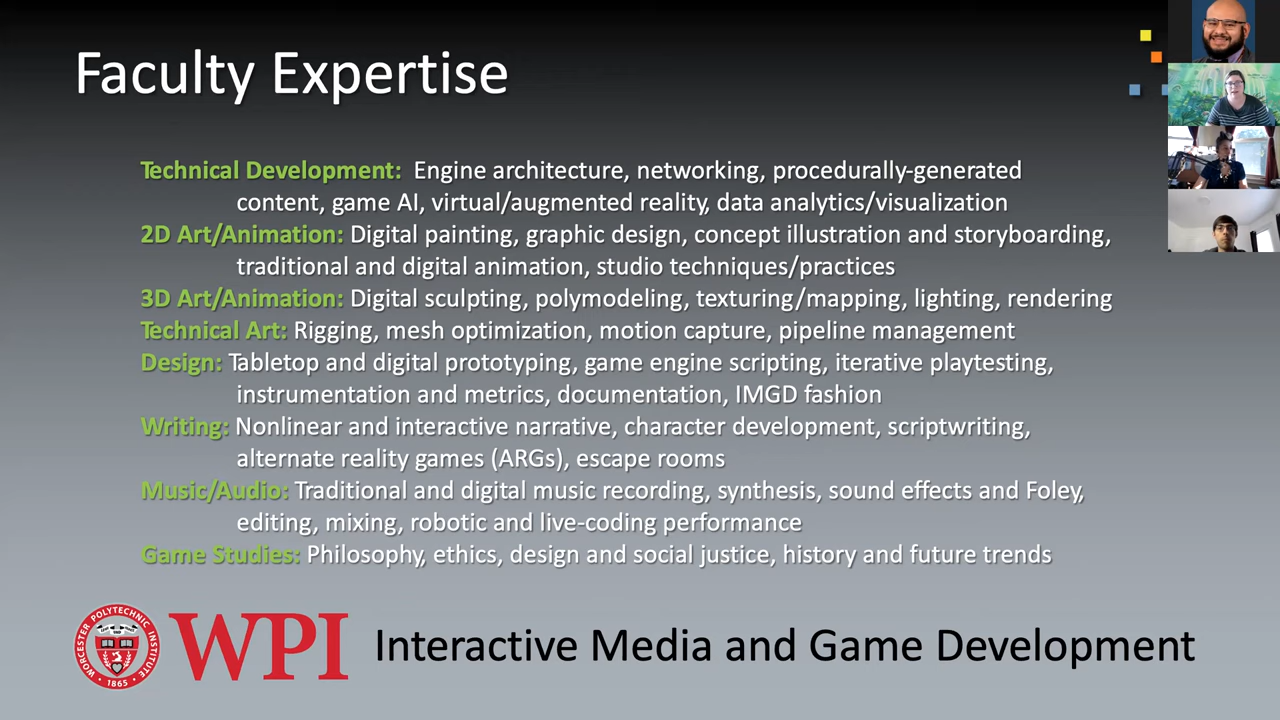 Faculty Expertise
Technical Development: Engine architecture, networking, procedurally-generated
content, game AI, virtual/augmented reality, data analytics/visualization
2D Art/Animation: Digital painting, graphic design, concept illustration and storyboarding,
traditional and digital animation, studio techniques/practices
3D Art/Animation: Digital sculpting, polymodeling, texturing/mapping, lighting, rendering
Technical Art: Rigging, mesh optimization, motion capture, pipeline management
Design: Tabletop and digital prototyping, game engine scripting, iterative playtesting,
instrumentation and metrics, documentation, IMGD fashion
Writing: Nonlinear and interactive narrative, character development, scriptwriting,
alternate reality games (ARGs), escape rooms
Music/Audio: Traditional and digital music recording, synthesis, sound effects and Foley,
editing, mixing, robotic and live-coding performance
Game Studies: Philosophy, ethics, design and social justice, history and future trends
WORCESTER POLYTECHNIC INSTITUTE
1865
WPI
Interactive Media and Game Development